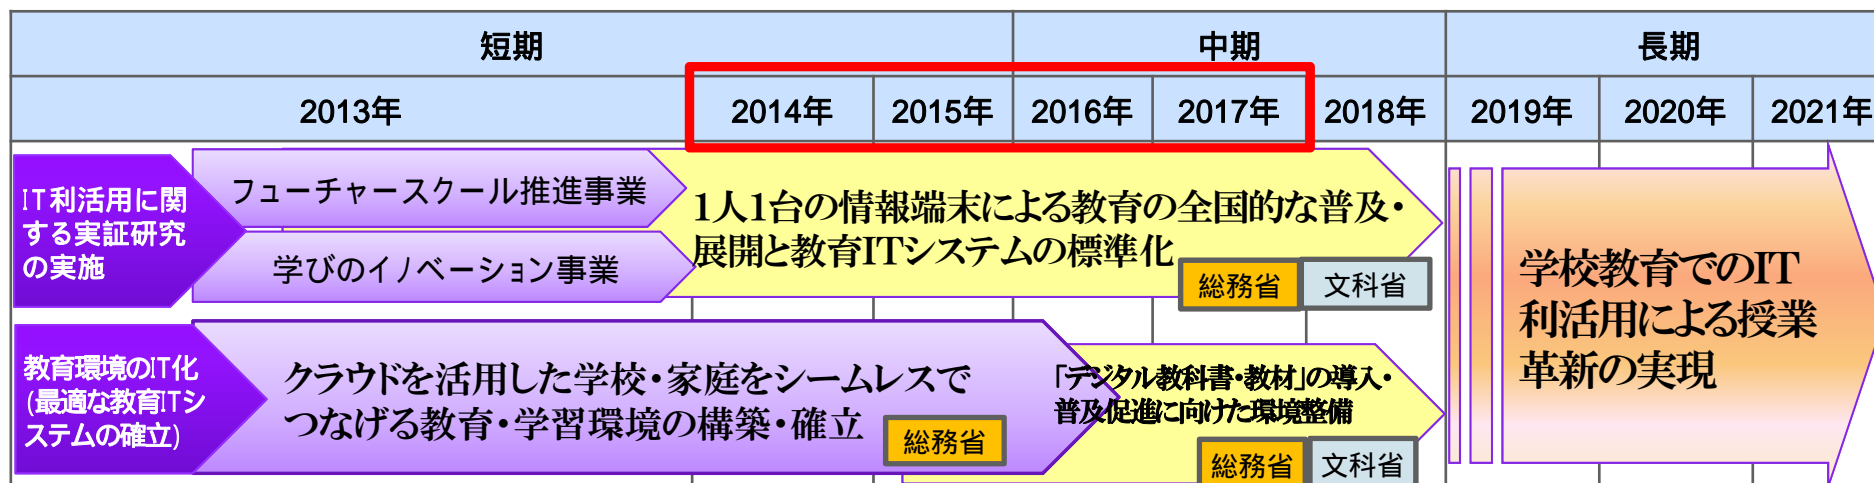 短期
中期
長期
2013年
2014年
2015年
2016年
2017年
2018年
2019年
2020年
2021年
IT利活用に関
する実証研究
の実施
フューチャースクール推進事業
学びのイノベーション事業
1人1台の情報端末による教育の全国的な普及・
展開と教育ITシステムの標準化
総務省
文科省
学校教育でのIT
利活用による授業
革新の実現
教育環境のIT化
(最適な教育ITシ
ステムの確立)
クラウドを活用した学校・家庭をシームレスで
つなげる教育・学習環境の構築・確立
総務省
「デジタル教科書・教材」の導入・
普及促進に向けた環境整備
総務省
文科省